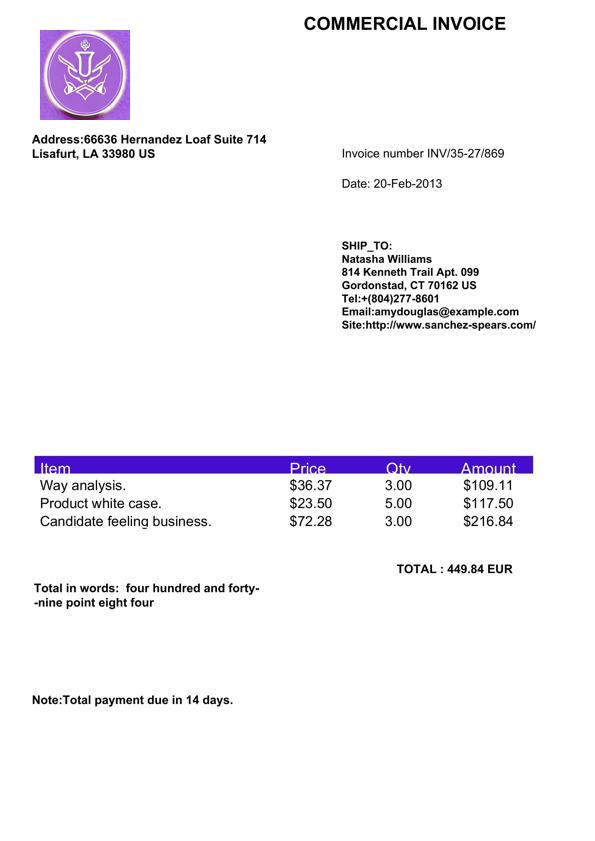 COMMERCIAL INVOICE
Address:66636 Hernandez Loaf Suite 714
Lisafurt, LA 33980 US
Invoice number INV/35-27/869
Date: 20-Feb-2013
SHIP_TO:
Natasha Williams
814 Kenneth Trail Apt. 099
Gordonstad, CT 70162 US
Tel:+(804)277-8601
Email:amydouglas@example.com
Site:http://www.sanchez-spears.com/
Item Price Qty Amount
Way analysis. $36.37 3.00 $109.11
Product white case. $23.50 5.00 $117.50
Candidate feeling business. $72.28 3.00 $216.84
TOTAL : 449.84 EUR
Total in words: four hundred and forty-
-nine point eight four
Note:Total payment due in 14 days.